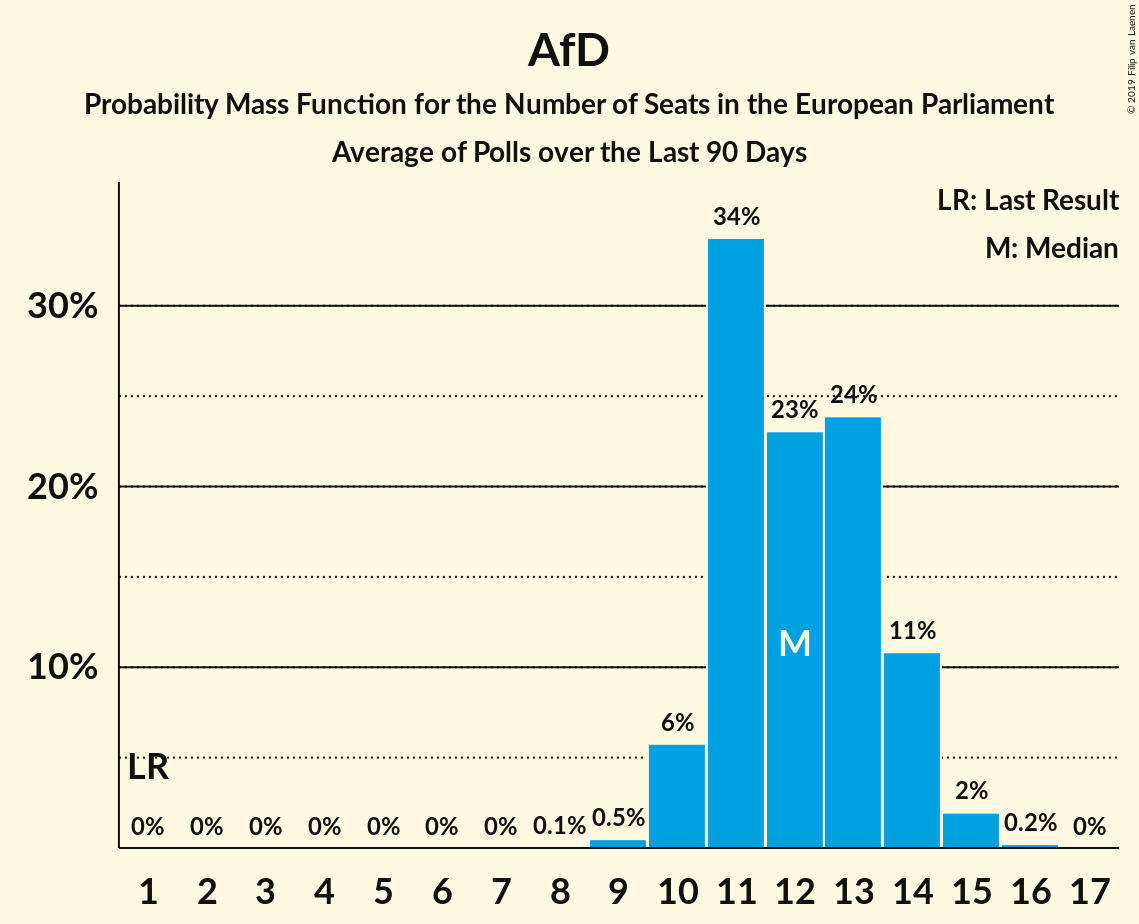 AfD
Probability Mass Function for the Number of Seats in the European Parliament
Average of Polls over the Last 90 Days
© 2019 Filip van Laenen
LR: Last Result
M: Median
34%
30%
24%
23%
20%
11%
M
10%
6%
LR
2%
0% 0% 0% 0% 0% 0% 0% 0.1% 0.5% 0.2% 0%
1 2 3 4 5 6 7 8 9 10 11 12 13 14 15 16 17